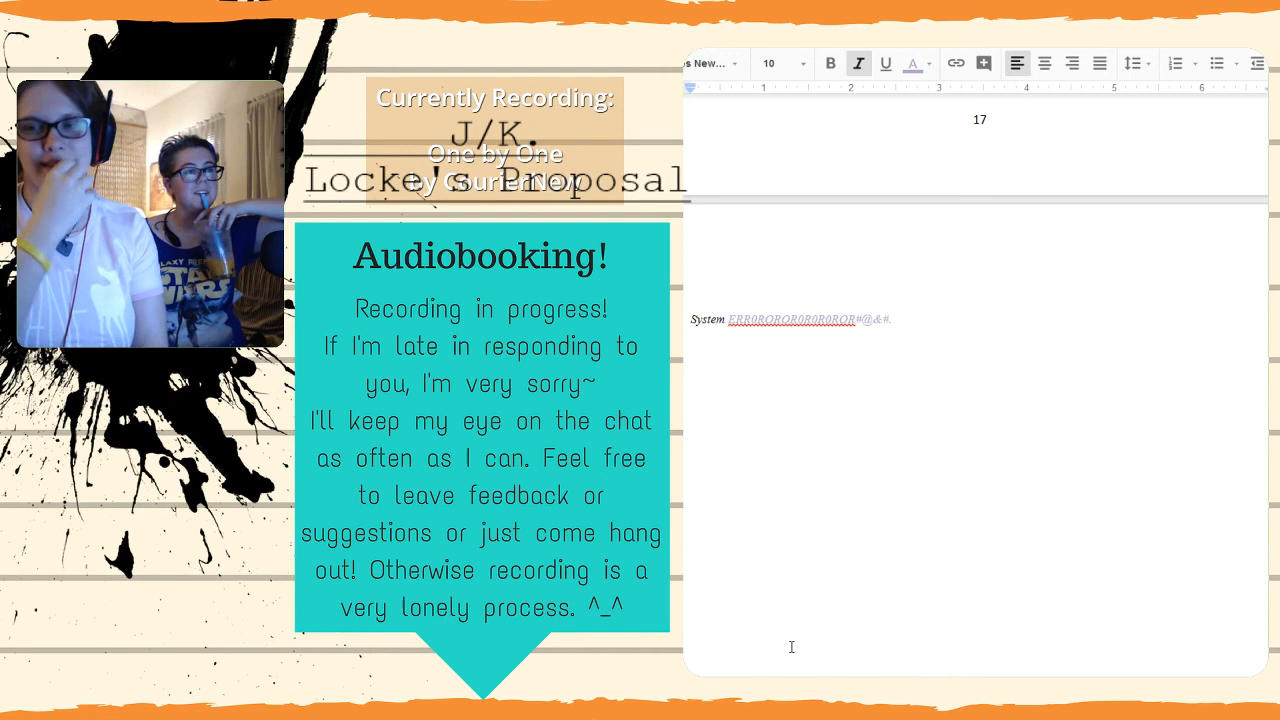 Currently Recording:
J/K.
One by One
Locke's Proposal
by CourierNew
Audiobooking!
Recording in progress!
If I'm late in responding to
you, I'm very sorry~
I'll keep my eye on the chat
as often as I can. Feel free
to leave feedback or
suggestions or just come hang
out! Otherwise recording is a
very lonely process. ^_^
GALAXY
STAR
WARS
s New...
10
B I U A
1 2 3 4 5 6
17
System ERR0ROROR0R0R0ROR#@&#.